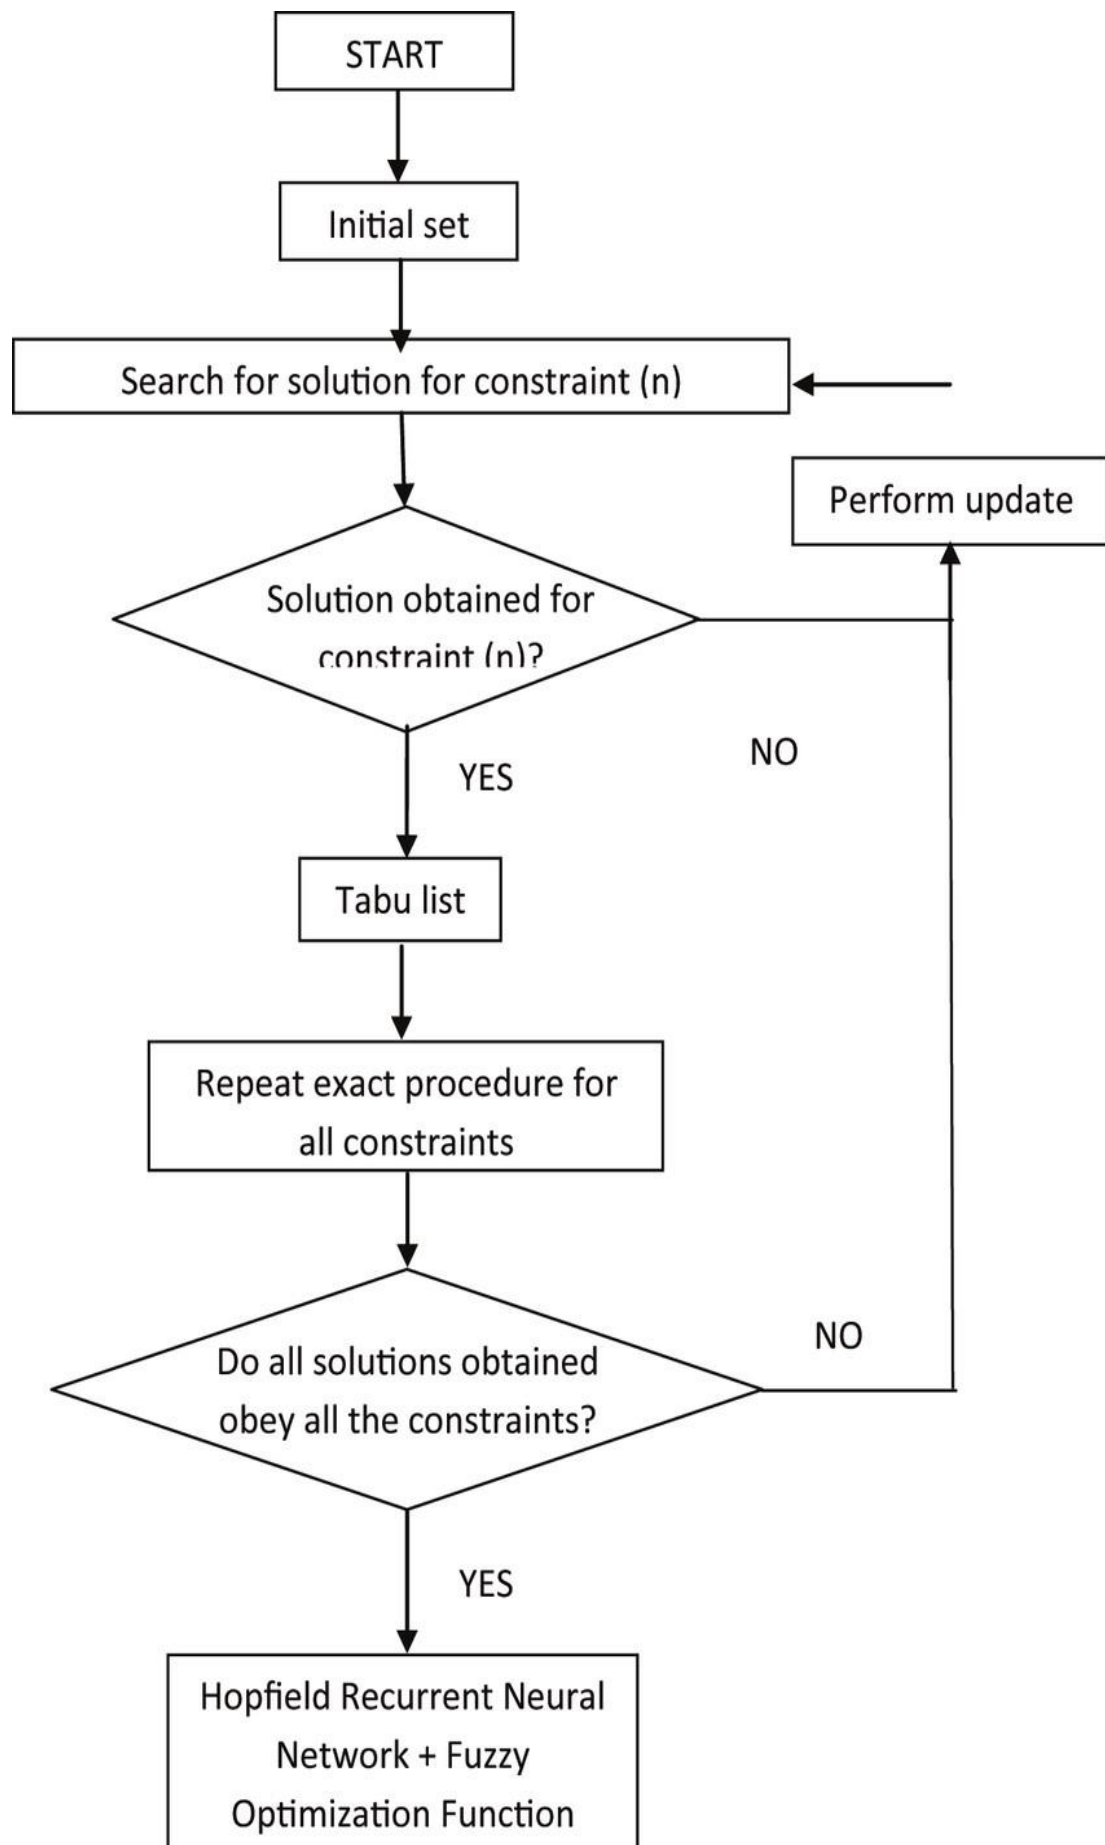 START
Initial set
Search for solution for constraint (n)
Perform update
Solution obtained for
constraint (n)?
NO
YES
Tabu list
Repeat exact procedure for
all constraints
NO
Do all solutions obtained
obey all the constraints?
YES
Hopfield Recurrent Neural
Network + Fuzzy
Optimization Function